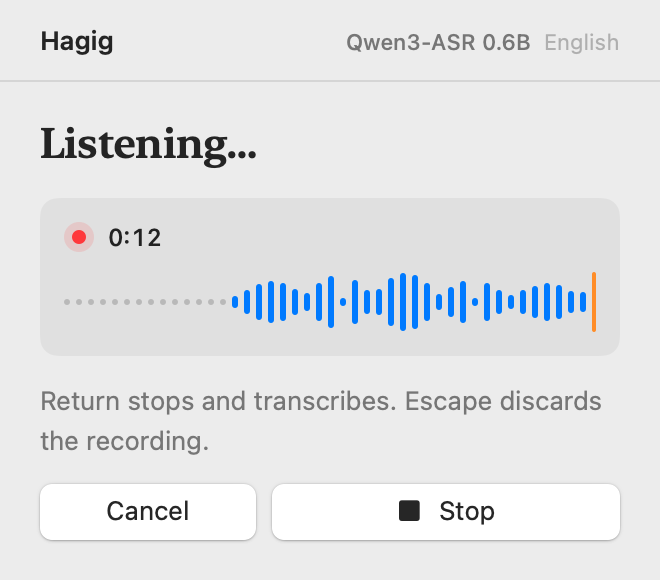 Hagig
Qwen3-ASR 0.6B English
Listening...
0:12
Return stops and transcribes. Escape discards
the recording.
Cancel
Stop